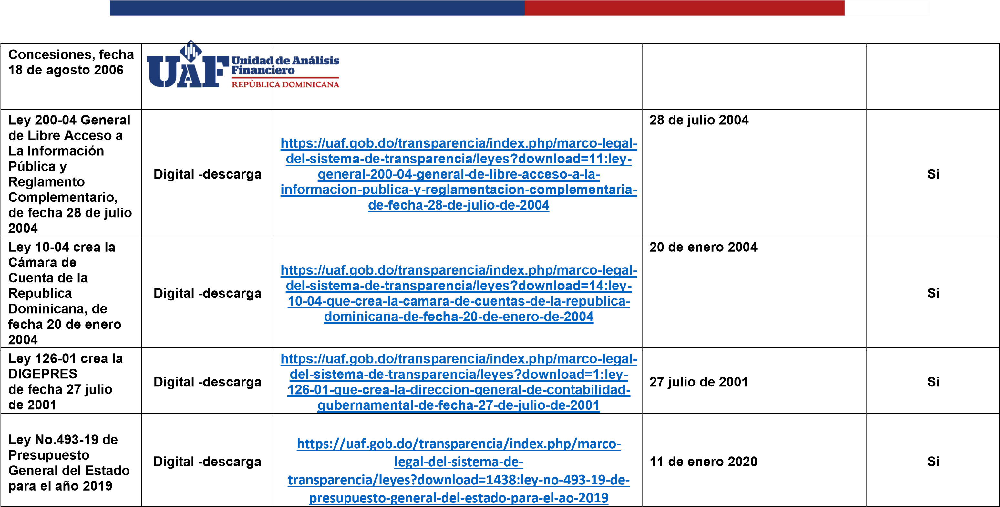 Concesiones, fecha
18 de agosto 2006
UAF
Unidad de Análisis
Financiero
REPÚBLICA DOMINICANA
Ley 200-04 General
de Libre Acceso a
La Información
Pública y
Reglamento
Complementario,
de fecha 28 de julio
2004
Digital -descarga
https://uaf.gob.do/transparencia/index.php/marco-legal-
del-sistema-de-transparencia/leyes?download=11:ley-
general-200-04-general-de-libre-acceso-a-la-
informacion-publica-y-reglamentacion-complementaria-
de-fecha-28-de-julio-de-2004
28 de julio 2004
Si
Ley 10-04 crea la
Cámara de
Cuenta de la
Republica
Dominicana, de
fecha 20 de enero
2004
Digital -descarga
https://uaf.gob.do/transparencia/index.php/marco-legal-
del-sistema-de-transparencia/leyes?download=14:ley-
10-04-que-crea-la-camara-de-cuentas-de-la-republica-
dominicana-de-fecha-20-de-enero-de-2004
20 de enero 2004
Si
Ley 126-01 crea la
DIGEPRES
de fecha 27 julio
de 2001
Digital -descarga
https://uaf.gob.do/transparencia/index.php/marco-legal-
del-sistema-de-transparencia/leyes?download=1:ley-
126-01-que-crea-la-direccion-general-de-contabilidad-
gubernamental-de-fecha-27-de-julio-de-2001
27 julio de 2001
Si
Ley No.493-19 de
Presupuesto
General del Estado
para el año 2019
Digital -descarga
https://uaf.gob.do/transparencia/index.php/marco-
legal-del-sistema-de-
transparencia/leyes?download=1438:ley-no-493-19-de-
presupuesto-general-del-estado-para-el-ao-2019
11 de enero 2020
Si